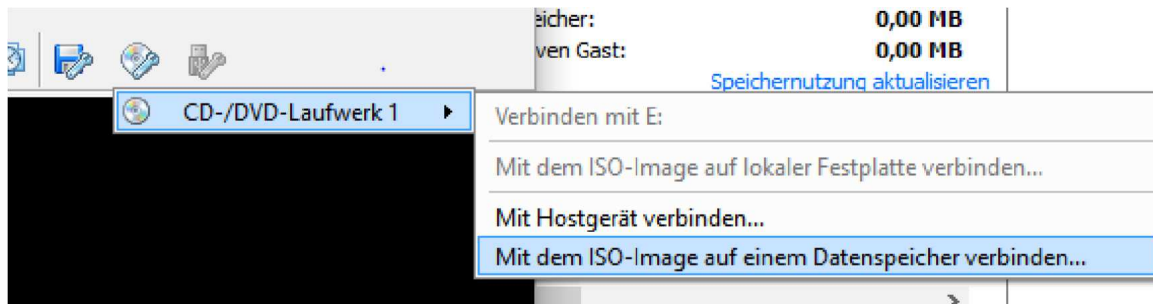 eicher: 0,00 MB
ven Gast: 0,00 MB
Speichernutzung aktualisieren
CD-/DVD-Laufwerk 1
Verbinden mit E:
Mit dem ISO-Image auf lokaler Festplatte verbinden...
Mit Hostgerät verbinden...
Mit dem ISO-Image auf einem Datenspeicher verbinden...